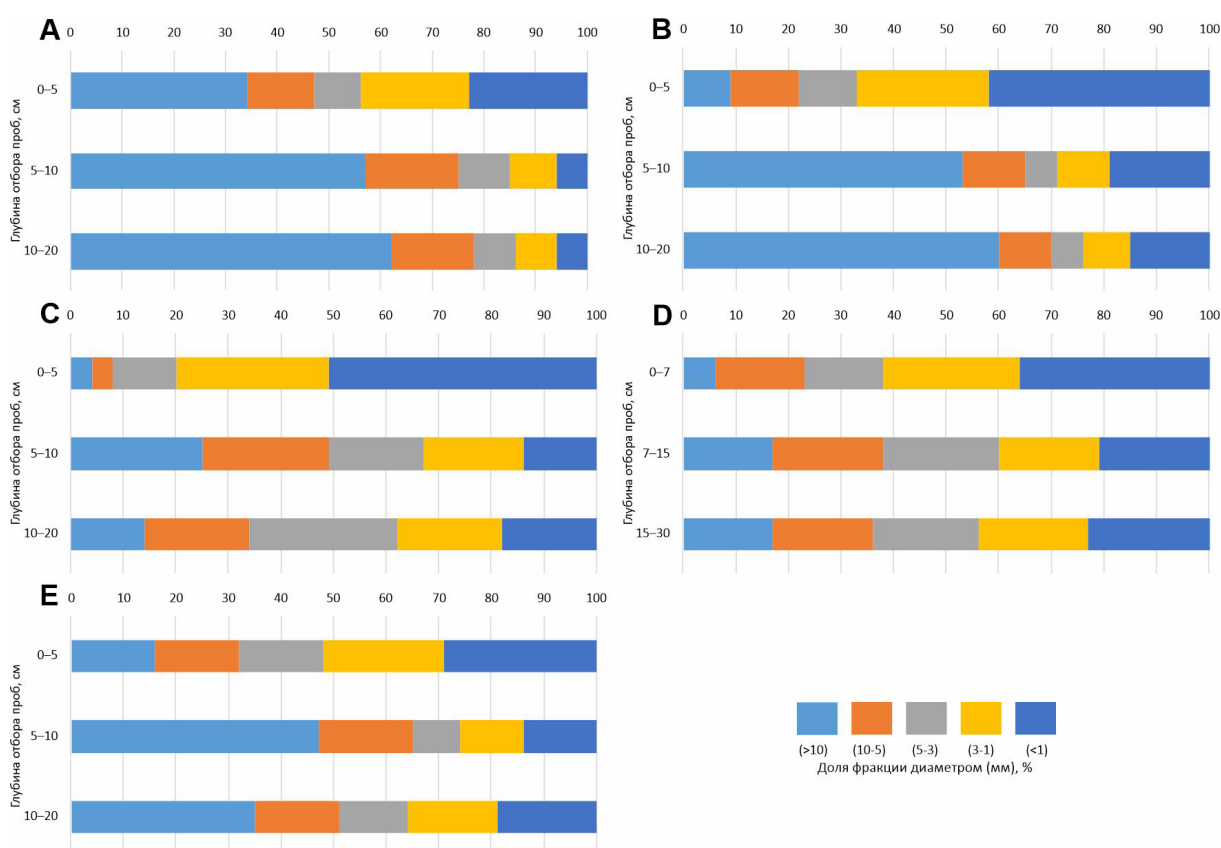 A
0 10 20 30 40 50 60 70 80 90 100
Глубина отбора проб, см
0–5
5–10
10–20
B
0 10 20 30 40 50 60 70 80 90 100
0–5
5–10
10–20
Глубина отбора проб, см
C
0 10 20 30 40 50 60 70 80 90 100
Глубина отбора проб, см
0–5
5–10
10–20
D
0 10 20 30 40 50 60 70 80 90 100
Глубина отбора проб, см
0–7
7–15
15–30
E
0 10 20 30 40 50 60 70 80 90 100
Глубина отбора проб, см
0–5
5–10
10–20
(>10) (10-5) (5-3) (3-1) (<1)
Доля фракции диаметром (мм), %